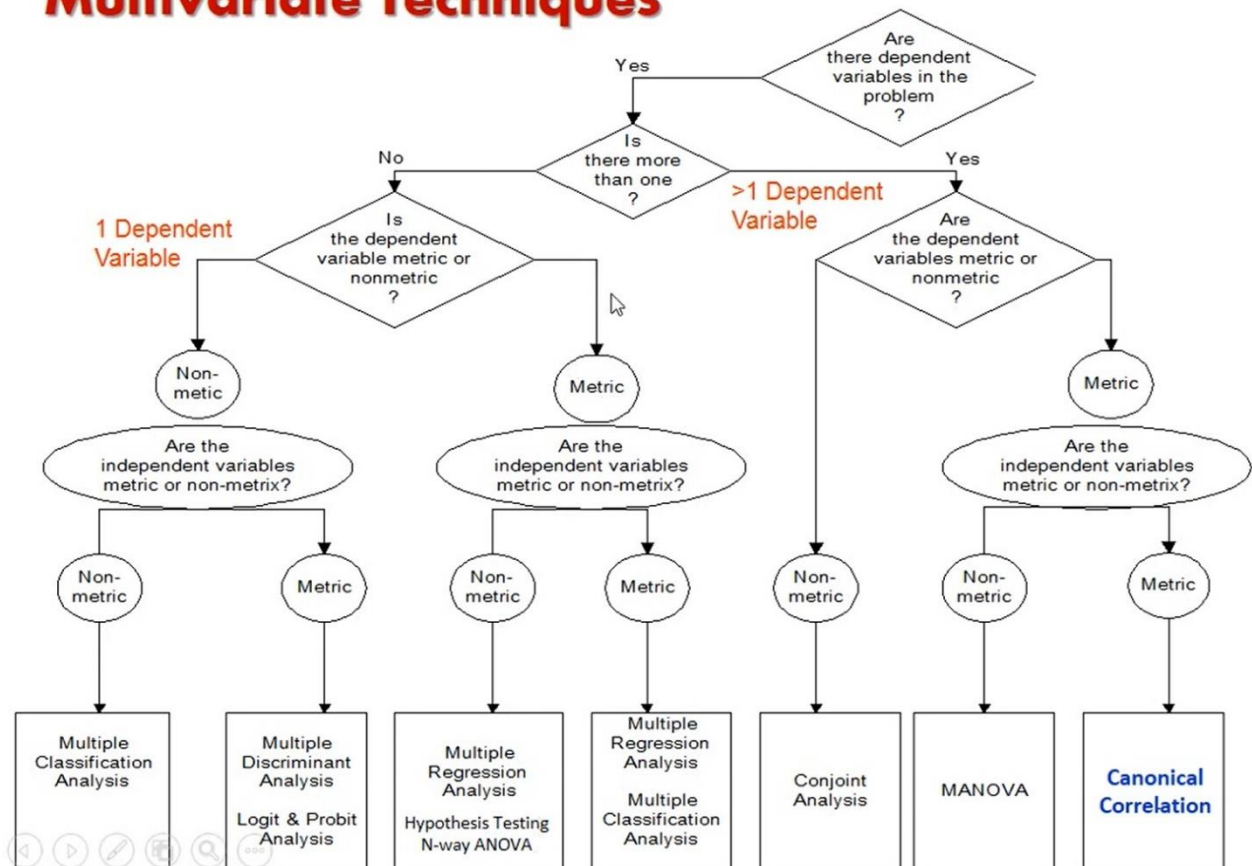 Multivariate Techniques
Are
there dependent
variables in the
problem
?
Yes
Is
there more
than one
?
No
Yes
>1 Dependent
Variable
1 Dependent
Variable
Is
the dependent
variable metric or
nonmetric
?
Are
the dependent
variables metric or
nonmetric
?
Non-
metic
Metric
Metric
Are the
independent variables
metric or non-metrix?
Are the
independent variables
metric or non-metrix?
Are the
independent variables
metric or non-metrix?
Non-
metric
Metric
Non-
metric
Metric
Non-
metric
Non-
metric
Metric
Multiple
Classification
Analysis
Multiple
Discriminant
Analysis
Logit & Probit
Analysis
Multiple
Regression
Analysis
Hypothesis Testing
N-way ANOVA
Multiple
Regression
Analysis
Multiple
Classification
Analysis
Conjoint
Analysis
MANOVA
Canonical
Correlation